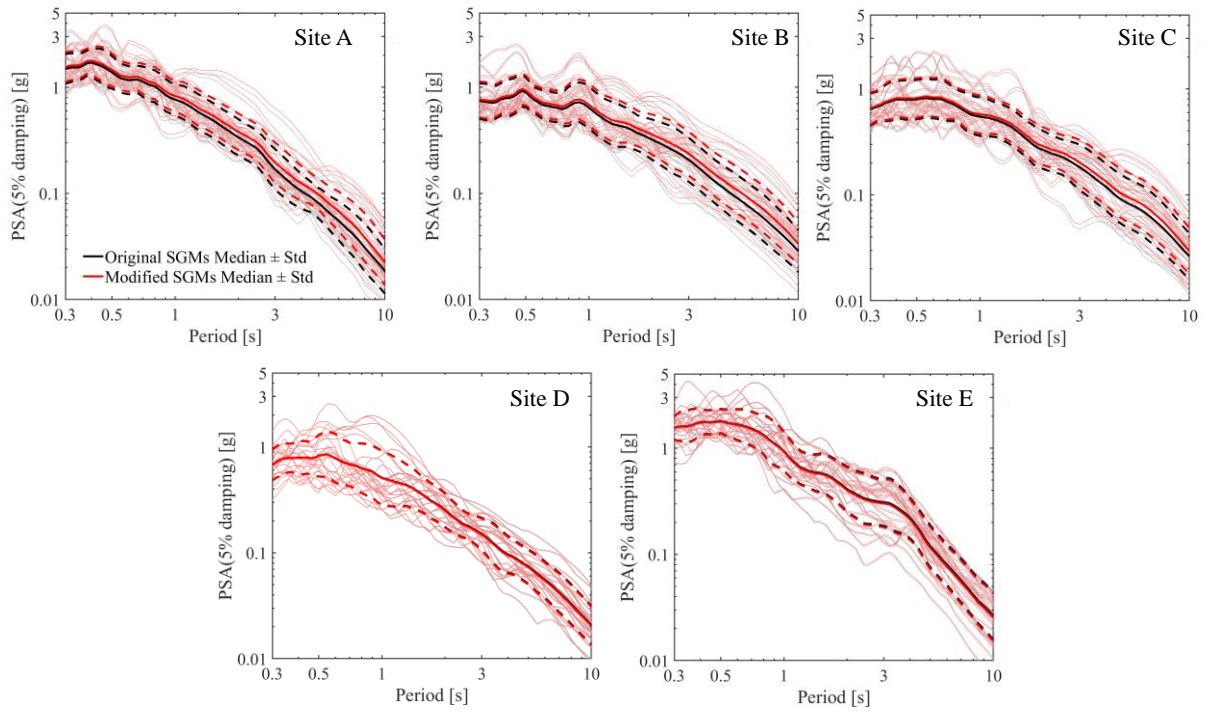 Site A
PSA(5% damping) [g]
5
3
1
0.1
0.01
Original SGMs Median ± Std
Modified SGMs Median ± Std
0.3 0.5 1 3 10
Period [s]
Site B
PSA(5% damping) [g]
5
3
1
0.1
0.01
0.3 0.5 1 3 10
Period [s]
Site C
PSA(5% damping) [g]
5
3
1
0.1
0.01
0.3 0.5 1 3 10
Period [s]
Site D
PSA(5% damping) [g]
5
3
1
0.1
0.01
0.3 0.5 1 3 10
Period [s]
Site E
PSA(5% damping) [g]
5
3
1
0.1
0.01
0.3 0.5 1 3 10
Period [s]